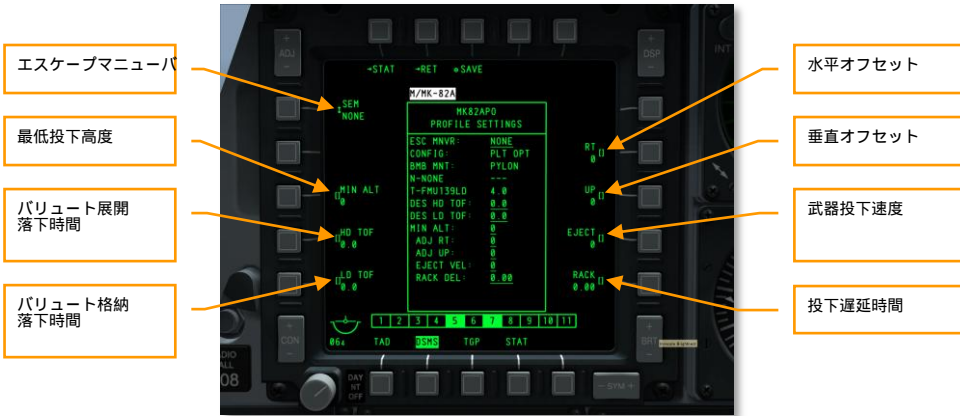 エスケープマニューバ
最低投下高度
バリュート展開
落下時間
バリュート格納
落下時間
水平オフセット
垂直オフセット
武器投下速度
投下遅延時間
+
ADJ
-
+
DSP
-
INT
→STAT →RET ⊕SAVE
M/MK-82A
SEM
NONE
MIN ALT
[]
0
HD TOF
[]
0.0
LD TOF
[]
0.0
MK82APO
PROFILE SETTINGS
ESC MNVR: NONE
CONFIG: PLT OPT
BMB MNT: PYLON
N-NONE ---
T-FMU139LD 4.0
DES HD TOF: 0.0
DES LD TOF: 0.0
MIN ALT: 0
ADJ RT: 0
ADJ UP: 0
EJECT VEL: 0
RACK DEL: 0.00
RT
0 []
UP
0 []
EJECT
0 []
RACK
0.00 []
1 2 3 4 5 6 7 8 9 10 11
TAD DSMS TGP STAT
+
CON
-
+
BRT
-
ALL
08
DAY
NT
OFF
- SYM +